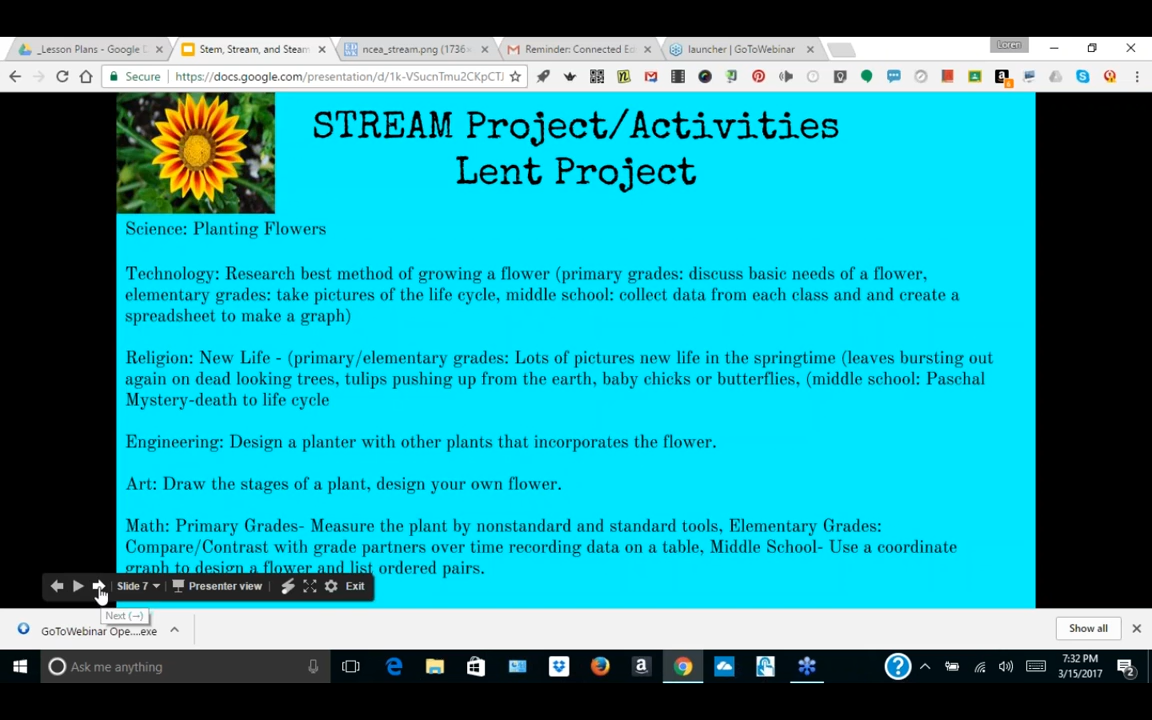 _Lesson Plans - Google
Stem, Stream, and Steam
ncea_stream.png (1736
Reminder: Connected Ed
launcher | GoToWebinar
Loren
Secure
https://docs.google.com/presentation/d/1k-VSucnTmu2CKpCTJ
STREAM Project/Activities
Lent Project
Science: Planting Flowers
Technology: Research best method of growing a flower (primary grades: discuss basic needs of a flower,
elementary grades: take pictures of the life cycle, middle school: collect data from each class and and create a
spreadsheet to make a graph)
Religion: New Life - (primary/elementary grades: Lots of pictures new life in the springtime (leaves bursting out
again on dead looking trees, tulips pushing up from the earth, baby chicks or butterflies, (middle school: Paschal
Mystery-death to life cycle
Engineering: Design a planter with other plants that incorporates the flower.
Art: Draw the stages of a plant, design your own flower.
Math: Primary Grades- Measure the plant by nonstandard and standard tools, Elementary Grades:
Compare/Contrast with grade partners over time recording data on a table, Middle School- Use a coordinate
graph to design a flower and list ordered pairs.
Slide 7 Presenter view Exit
Next (→)
GoToWebinar Ope....exe
Show all
Ask me anything
7:32 PM
3/15/2017
2